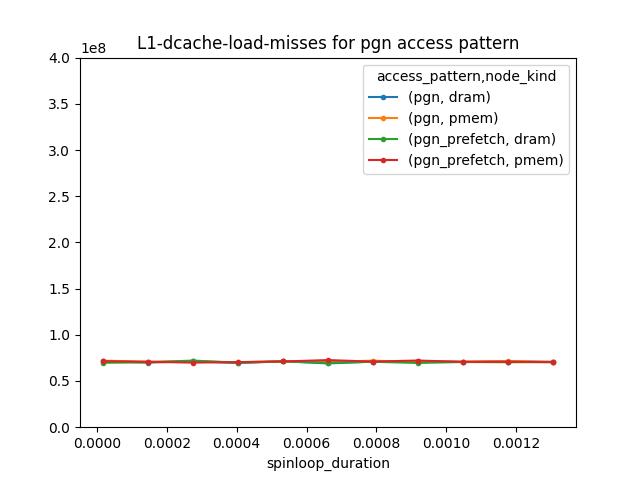 L1-dcache-load-misses for pgn access pattern
1e8
4.0
3.5
3.0
2.5
2.0
1.5
1.0
0.5
0.0
access_pattern,node_kind
(pgn, dram)
(pgn, pmem)
(pgn_prefetch, dram)
(pgn_prefetch, pmem)
0.0000 0.0002 0.0004 0.0006 0.0008 0.0010 0.0012
spinloop_duration